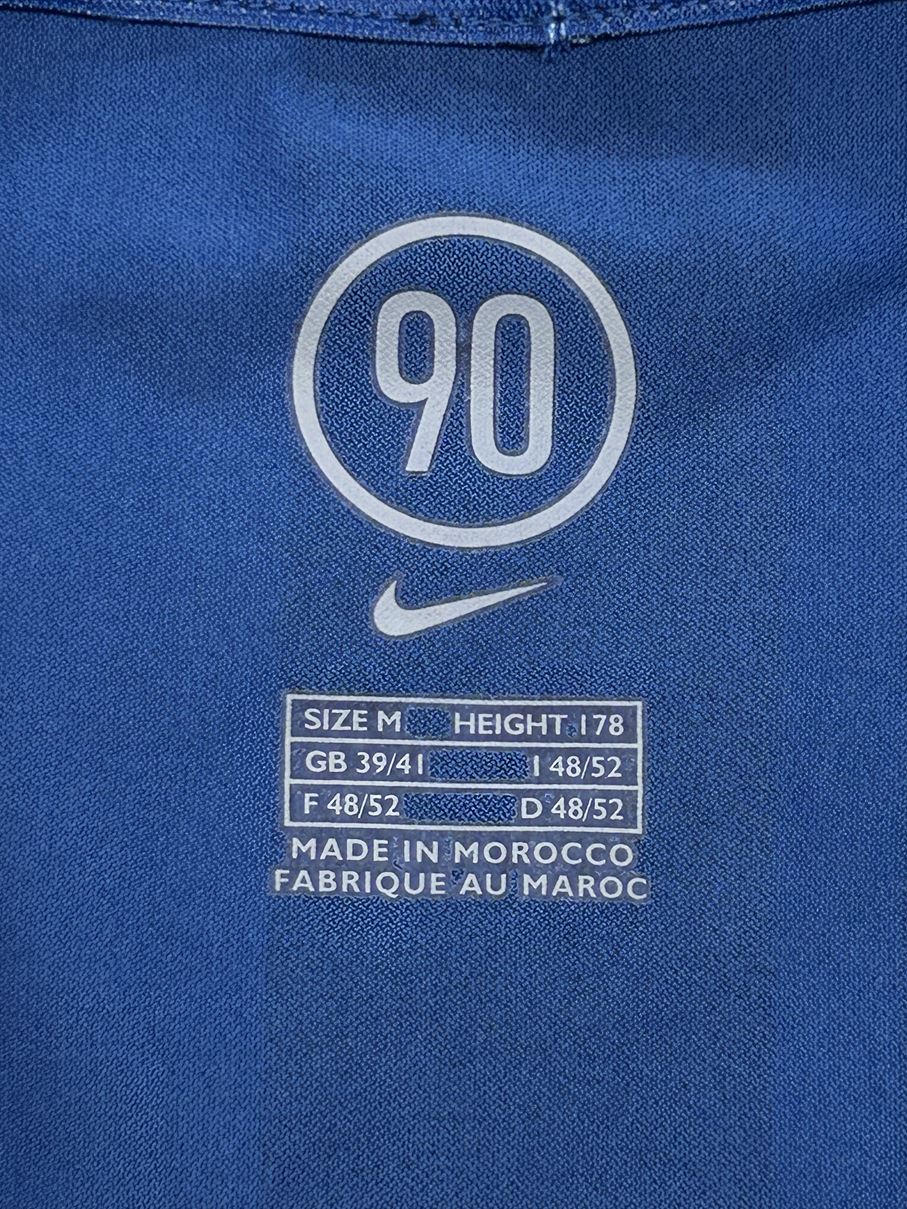 90
SIZE M HEIGHT 178
GB 39/41 I 48/52
F 48/52 D 48/52
MADE IN MOROCCO
FABRIQUE AU MAROC